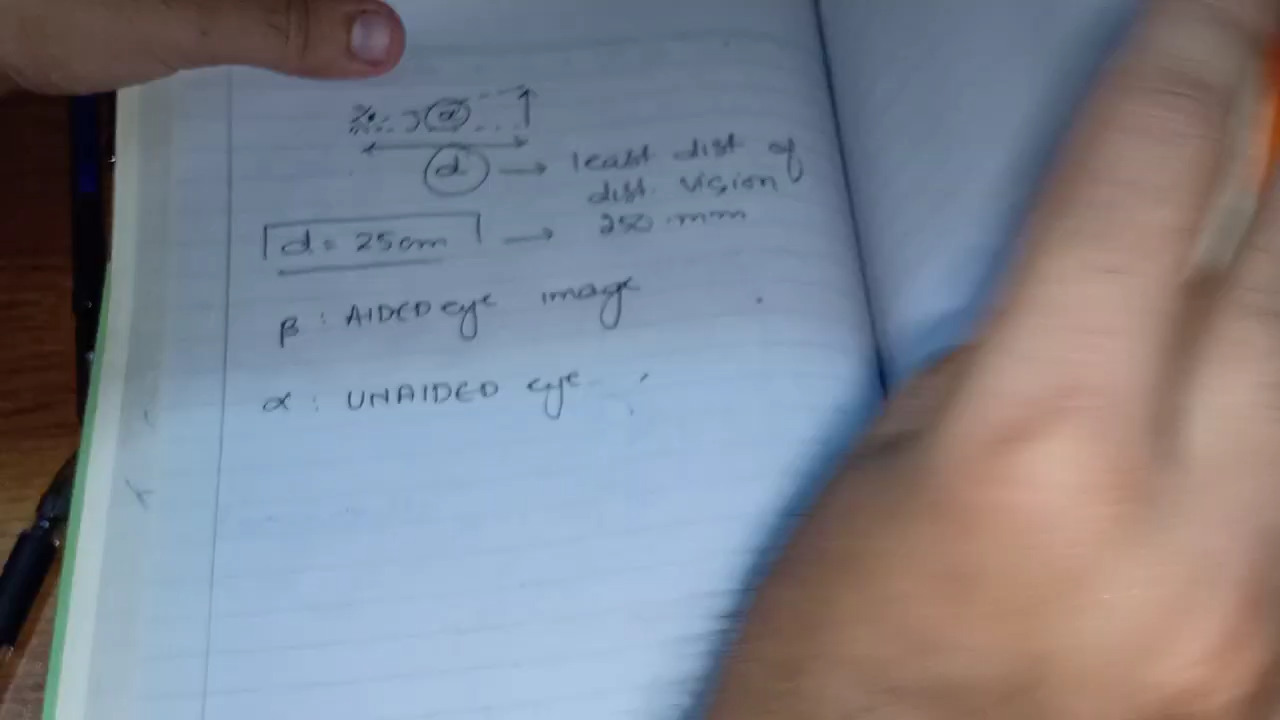 α
d → least dist of
dist. vision
d = 25cm → 250 mm
β : AIDED eye image
α : UNAIDED eye